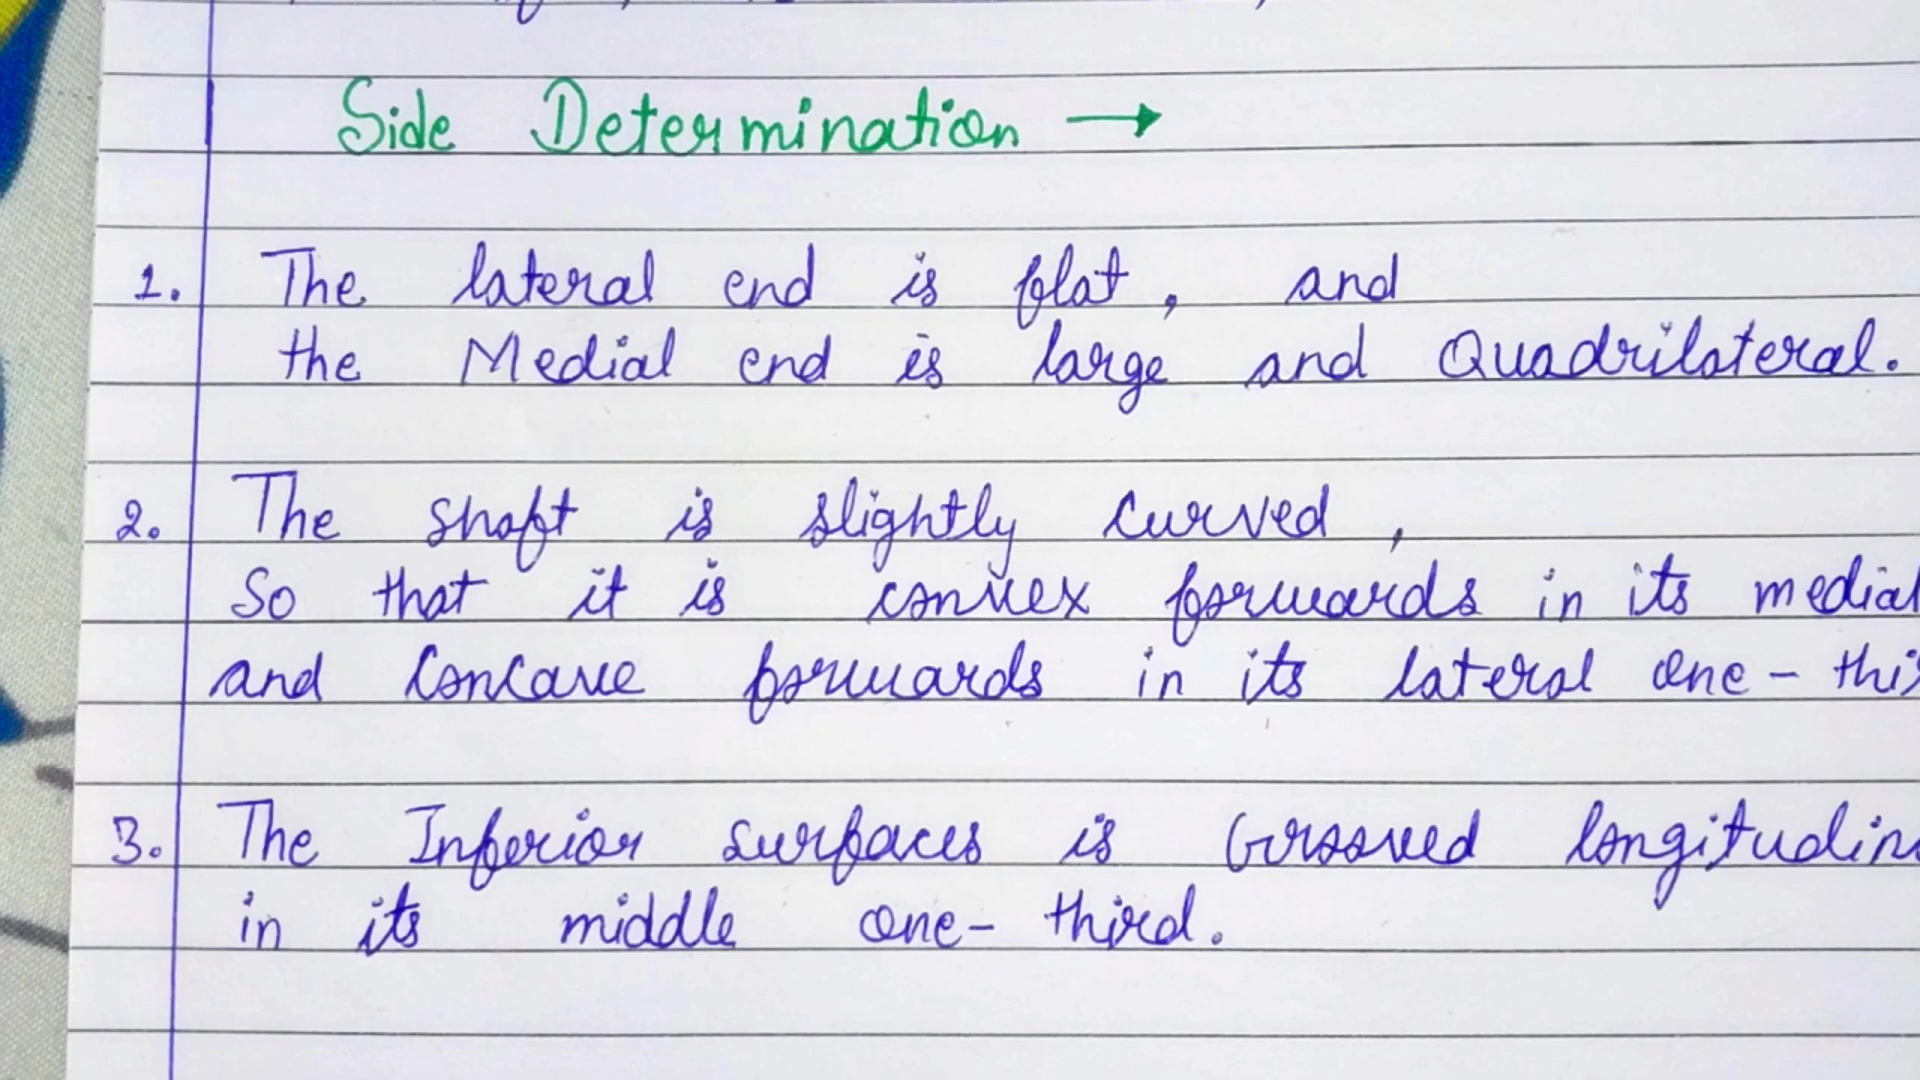 Side Determination →
1. The lateral end is flat, and
the Medial end is large and Quadrilateral.
2. The shaft is slightly curved,
So that it is convex forwards in its medial
and Concave forwards in its lateral one-thi
3. The Inferior surfaces is Grooved longitudin
in its middle one-third.